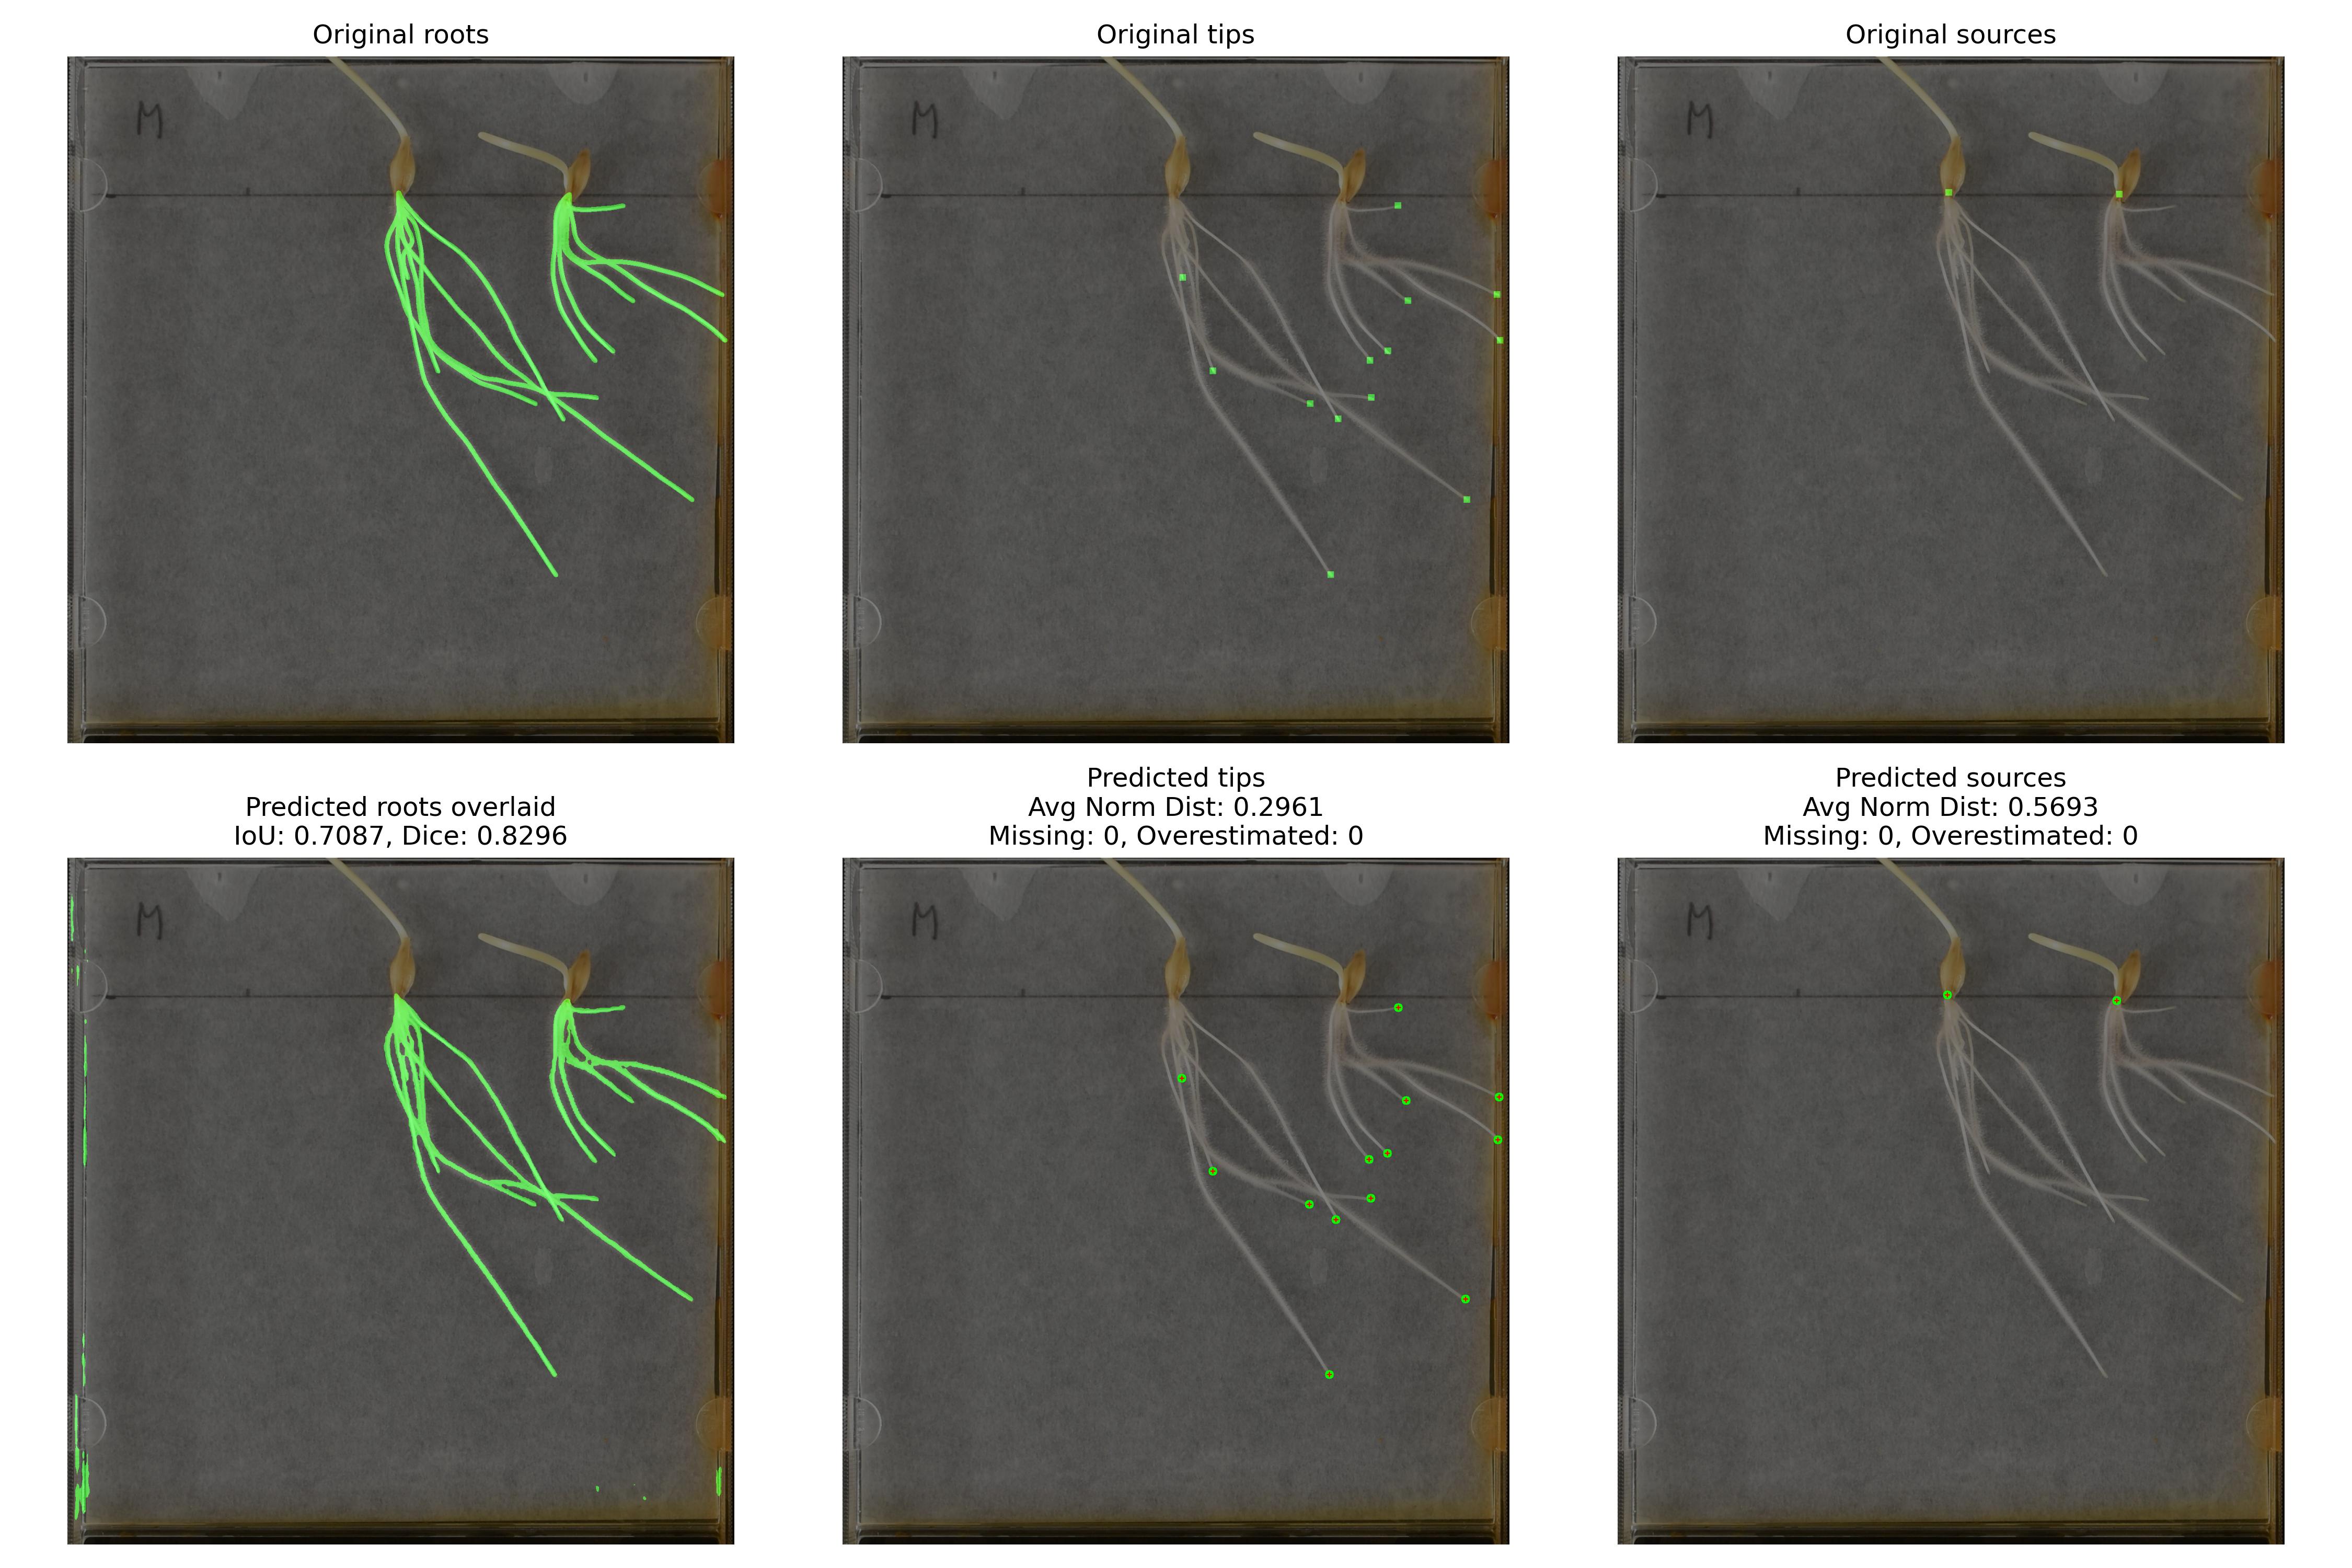 Original roots
Original tips
Original sources
M
M
M
Predicted roots overlaid
IoU: 0.7087, Dice: 0.8296
Predicted tips
Avg Norm Dist: 0.2961
Missing: 0, Overestimated: 0
Predicted sources
Avg Norm Dist: 0.5693
Missing: 0, Overestimated: 0
M
M
M